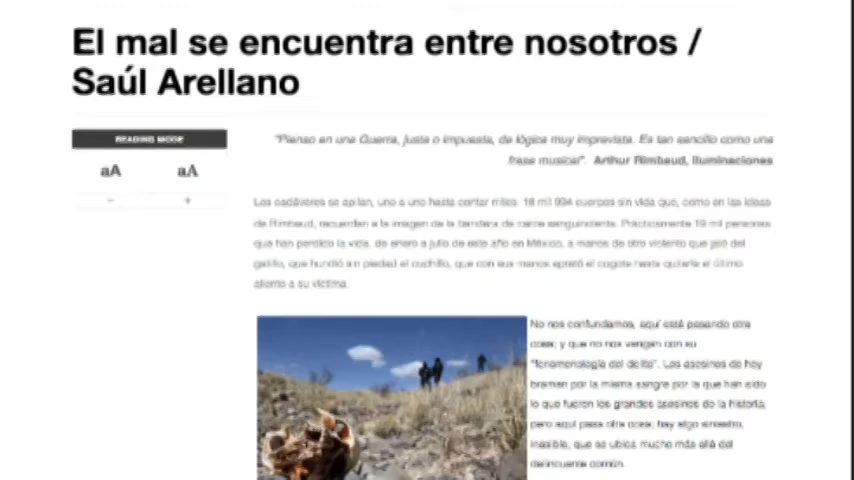 El mal se encuentra entre nosotros /
Saúl Arellano
READING MODE
aA aA
- +
"Pienso en una Guerra, justa o impuesta, de lógica muy imprevista. Es tan sencillo como una
frase musical". Arthur Rimbaud, Iluminaciones
Los cadáveres se apilan, uno a uno hasta contar miles: 18 mil 994 cuerpos sin vida que, como en las ideas
de Rimbaud, recuerdan a la imagen de la bandera de carne sanguinolenta. Prácticamente 19 mil personas
que han perdido la vida, de enero a julio de este año en México, a manos de otro violento que jaló del
gatillo, que hundió sin piedad el cuchillo, que con sus manos apretó el cogote hasta quitarle el último
aliento a su víctima.
No nos confundamos, aquí está pasando otra
cosa; y que no nos vengan con su
"fenomenología del delito". Los asesinos de hoy
braman por la misma sangre por la que han sido
lo que fueron los grandes asesinos de la historia,
pero aquí pasa otra cosa; hay algo siniestro,
inasible, que se ubica mucho más allá del
delincuente común.